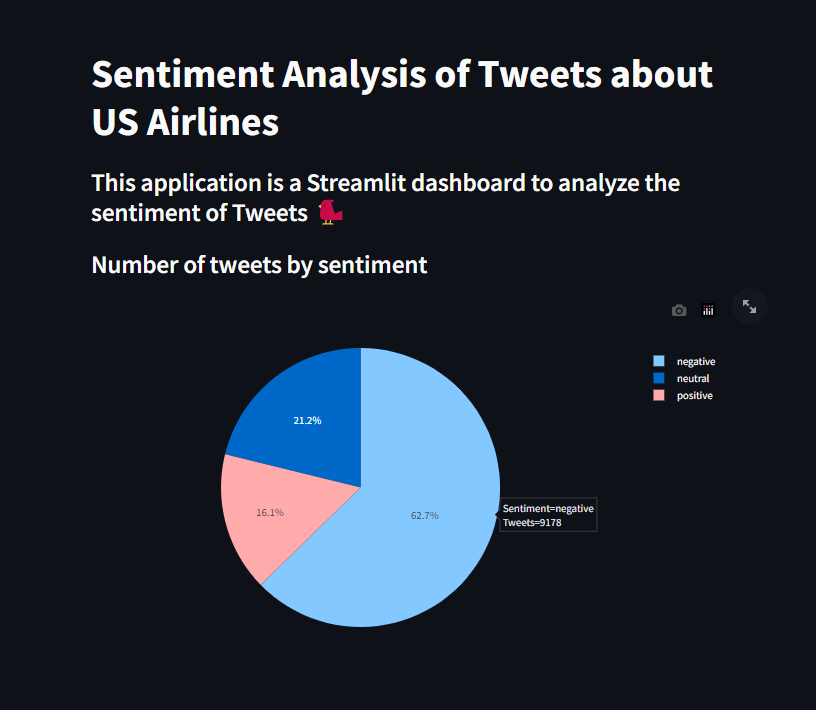 Sentiment Analysis of Tweets about
US Airlines
This application is a Streamlit dashboard to analyze the
sentiment of Tweets
Number of tweets by sentiment
negative
neutral
positive
21.2%
16.1%
62.7%
Sentiment=negative
Tweets=9178